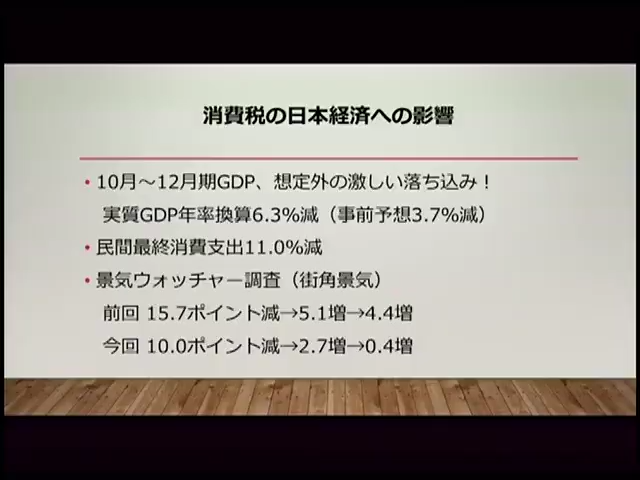 消費税の日本経済への影響
・10月～12月期GDP、想定外の激しい落ち込み！
実質GDP年率換算6.3%減（事前予想3.7%減）
・民間最終消費支出11.0%減
・景気ウォッチャー調査（街角景気）
前回 15.7ポイント減→5.1増→4.4増
今回 10.0ポイント減→2.7増→0.4増